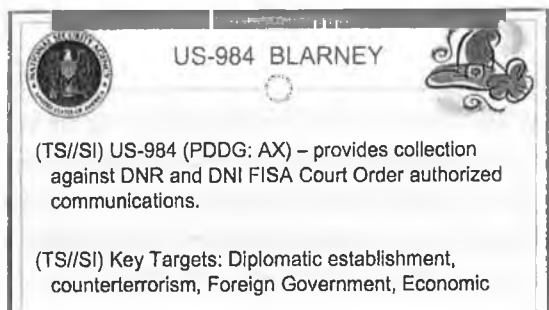 US-984 BLARNEY
(TS//SI) US-984 (PDDG: AX) – provides collection
against DNR and DNI FISA Court Order authorized
communications.
(TS//SI) Key Targets: Diplomatic establishment,
counterterrorism, Foreign Government, Economic